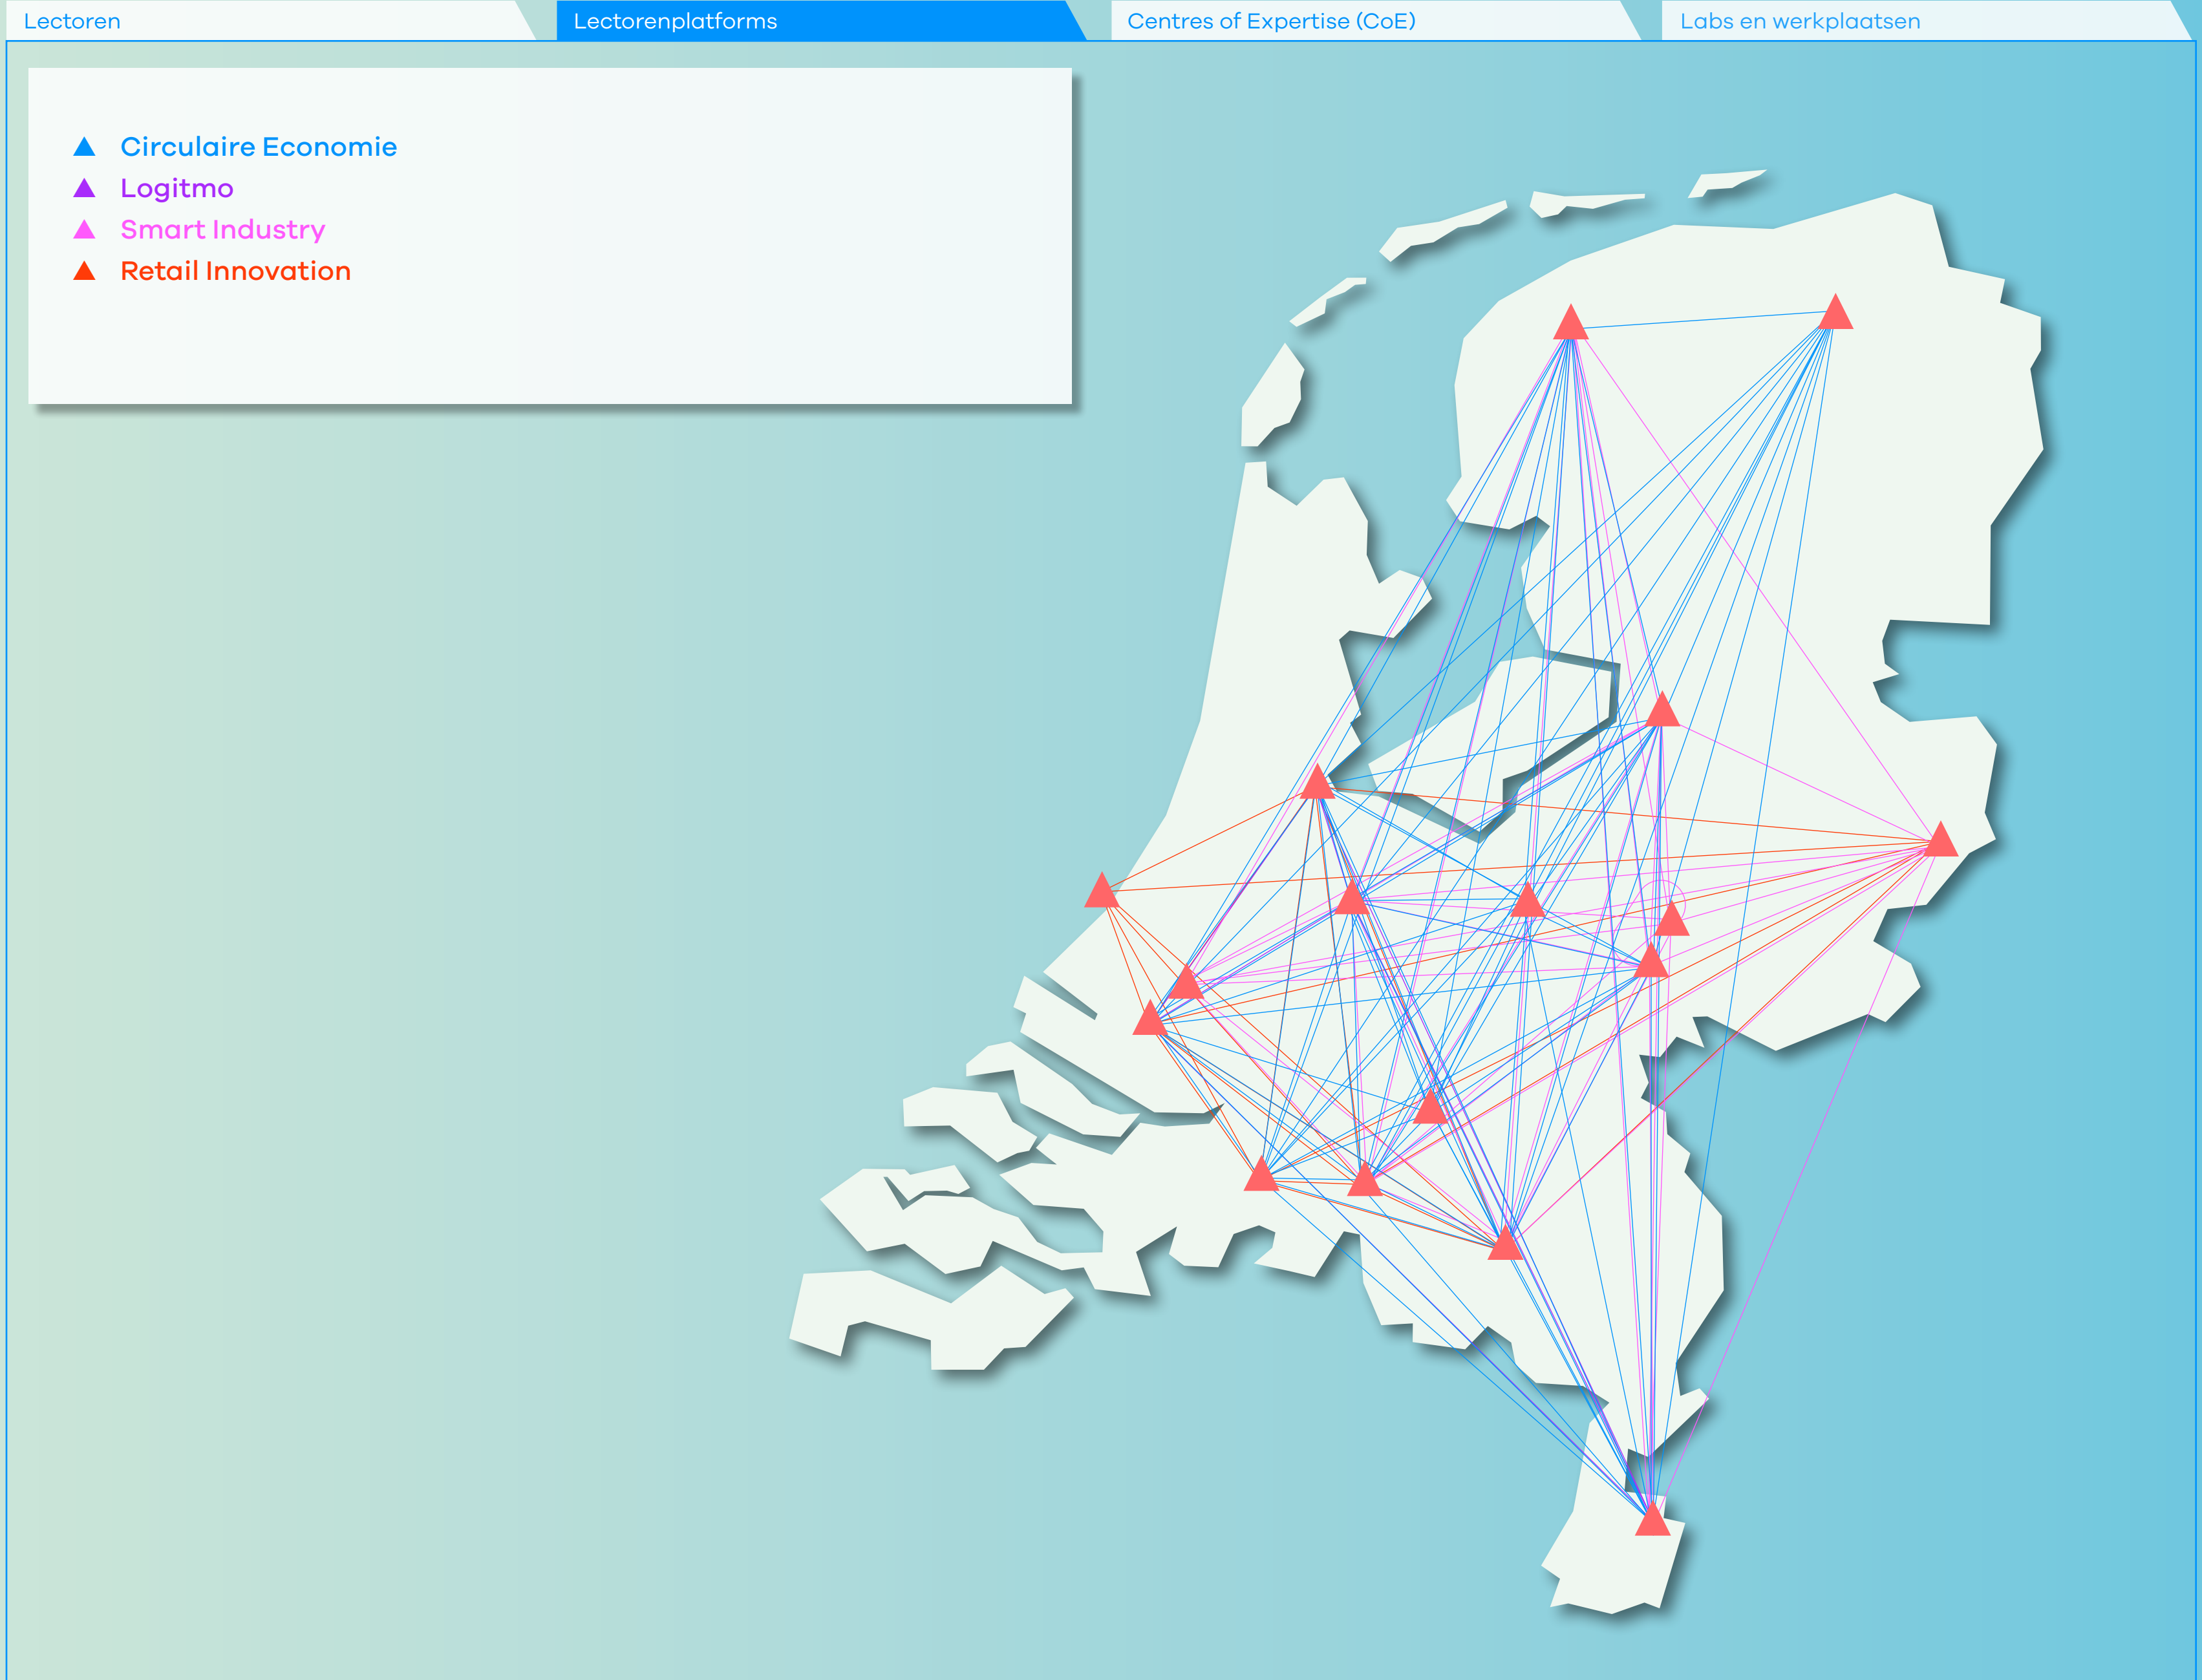 Lectoren
Lectorenplatforms
Centres of Expertise (CoE)
Labs en werkplaatsen
Circulaire Economie
Logitmo
Smart Industry
Retail Innovation